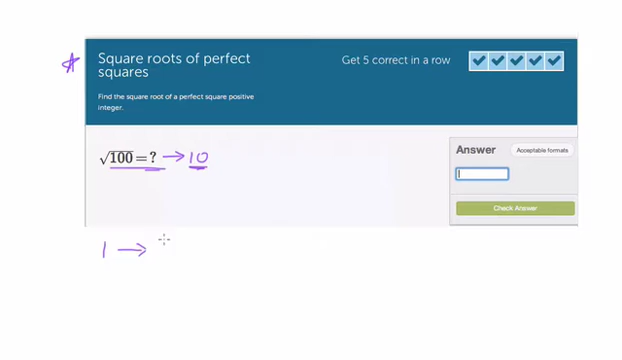 Square roots of perfect
squares
Get 5 correct in a row
Find the square root of a perfect square positive
integer.
√100 = ? → 10
Answer
Acceptable formats
Check Answer
1 →